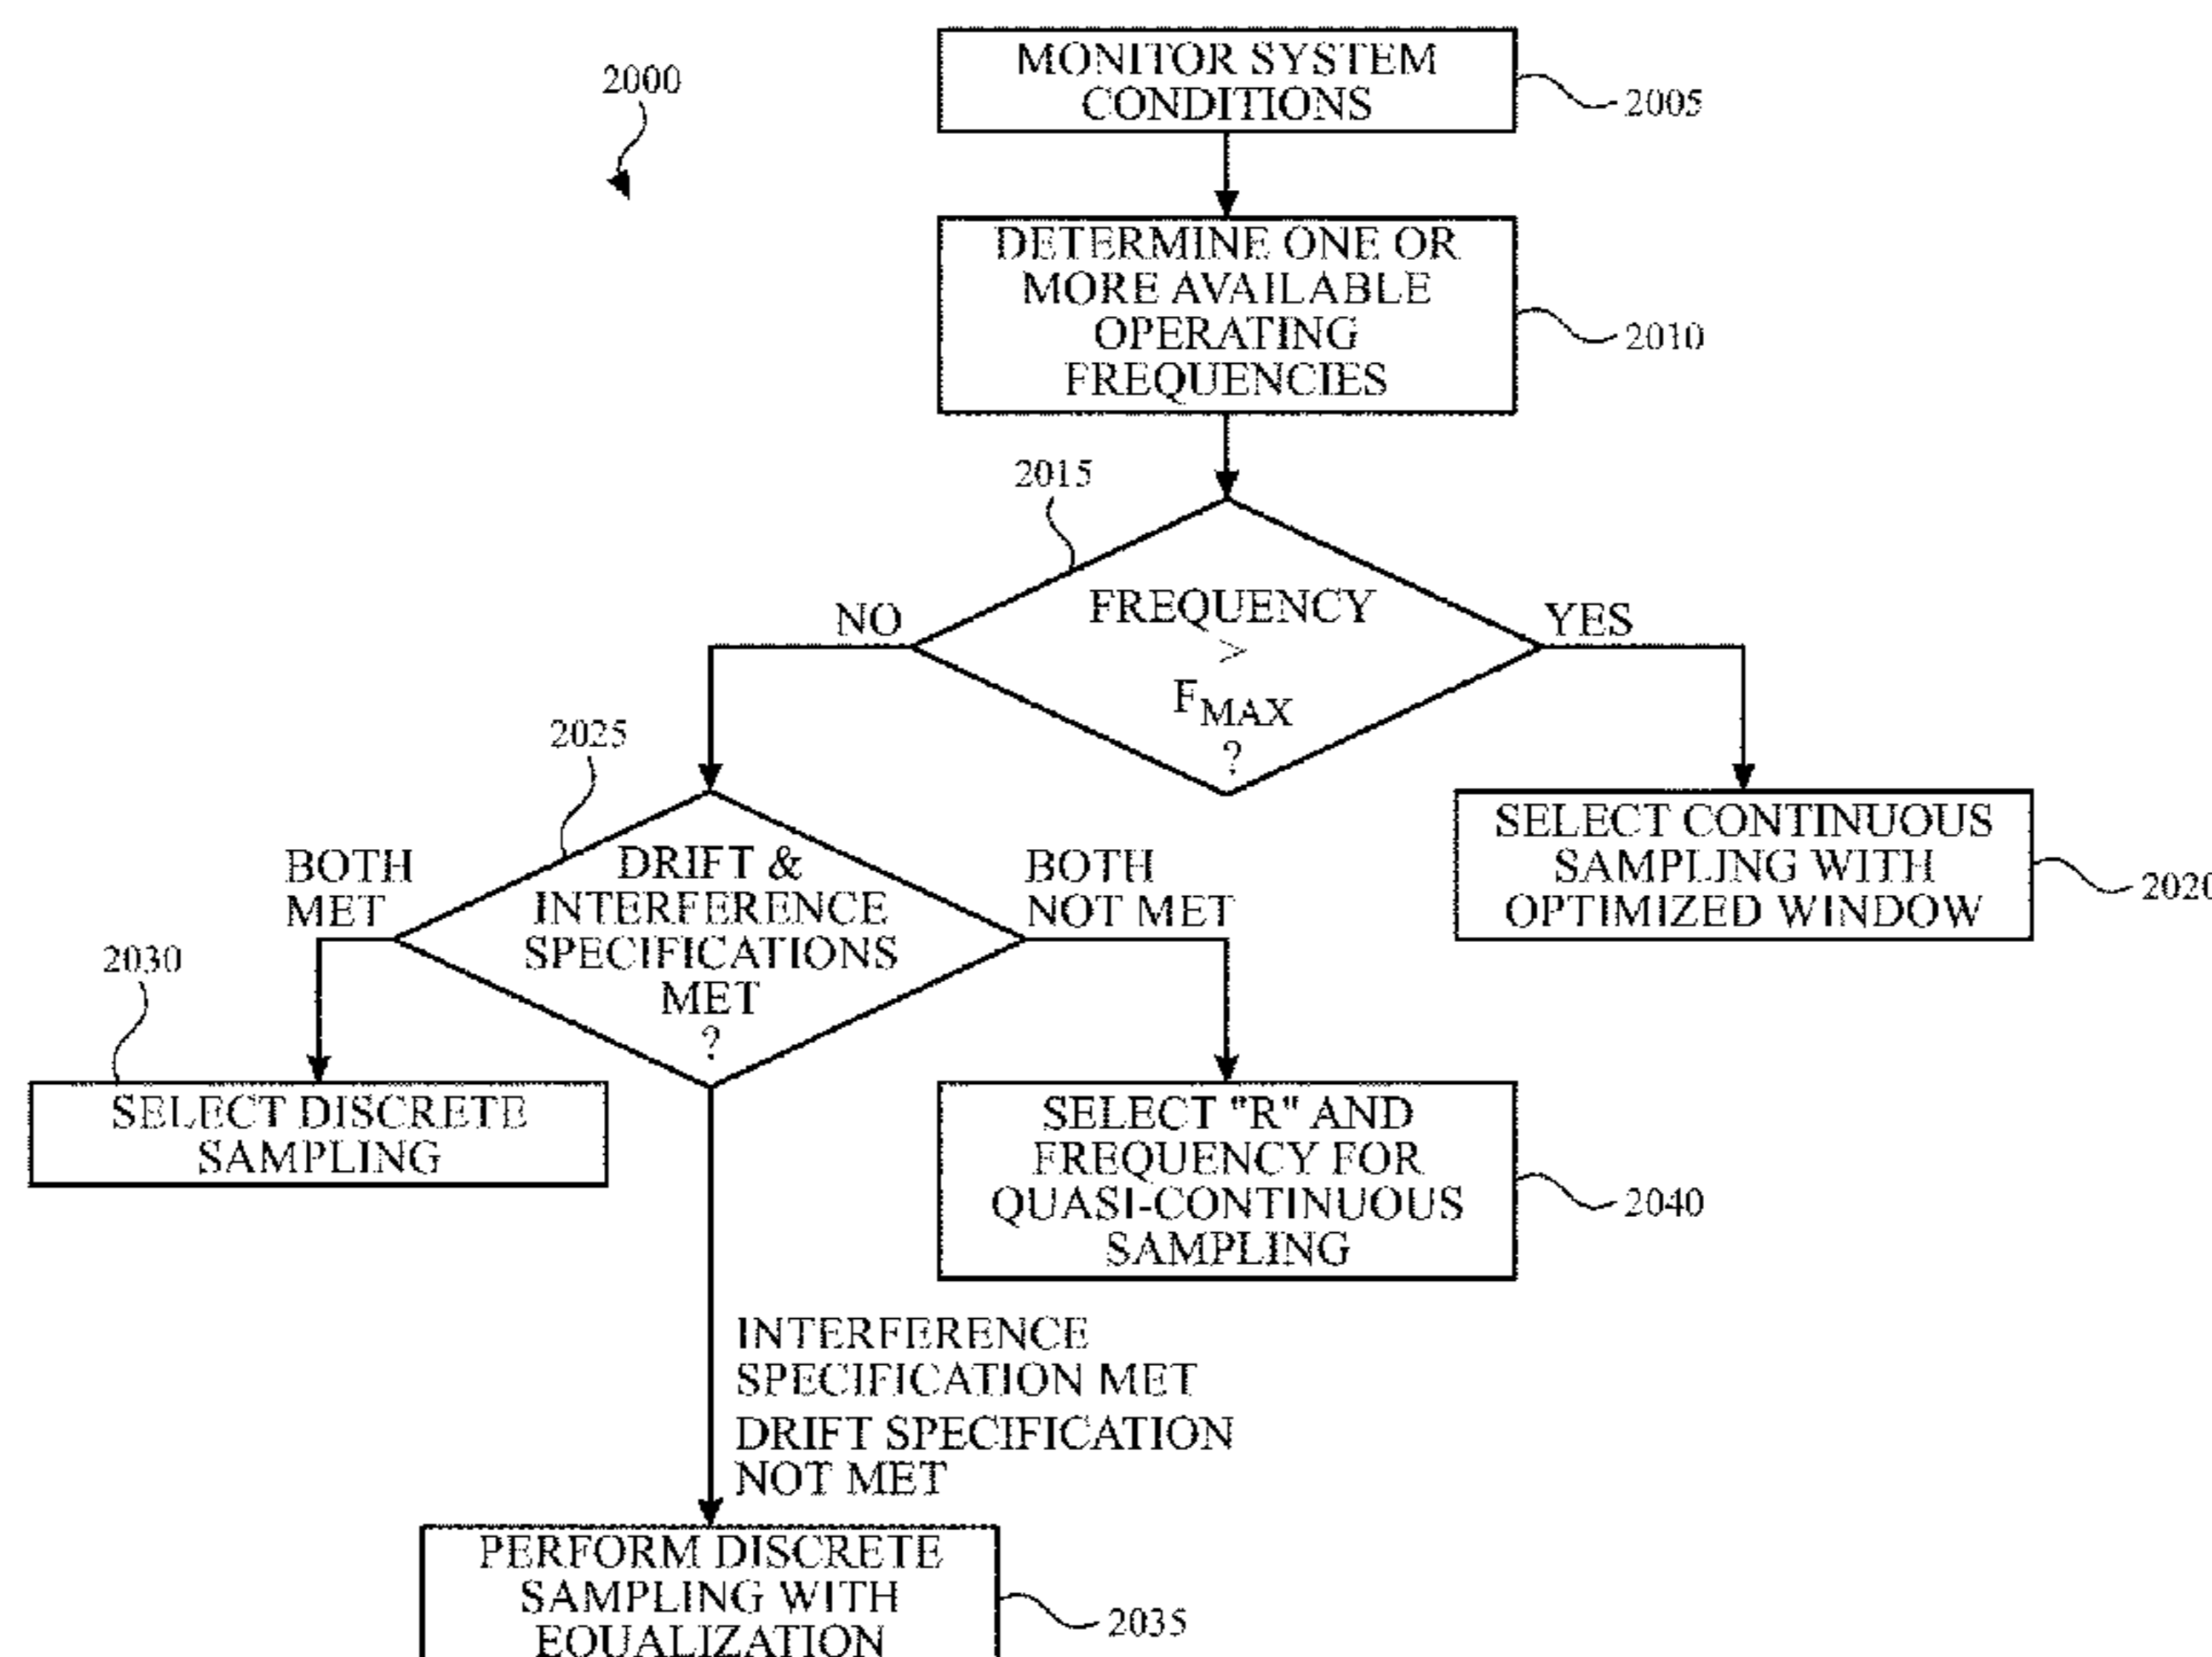 2000
MONITOR SYSTEM
CONDITIONS
2005
DETERMINE ONE OR
MORE AVAILABLE
OPERATING
FREQUENCIES
2010
2015
FREQUENCY
>
FMAX
?
NO
YES
SELECT CONTINUOUS
SAMPLING WITH
OPTIMIZED WINDOW
2020
2025
DRIFT &
INTERFERENCE
SPECIFICATIONS
MET
?
BOTH
MET
BOTH
NOT MET
2030
SELECT DISCRETE
SAMPLING
SELECT "R" AND
FREQUENCY FOR
QUASI-CONTINUOUS
SAMPLING
2040
INTERFERENCE
SPECIFICATION MET
DRIFT SPECIFICATION
NOT MET
PERFORM DISCRETE
SAMPLING WITH
EQUALIZATION
2035